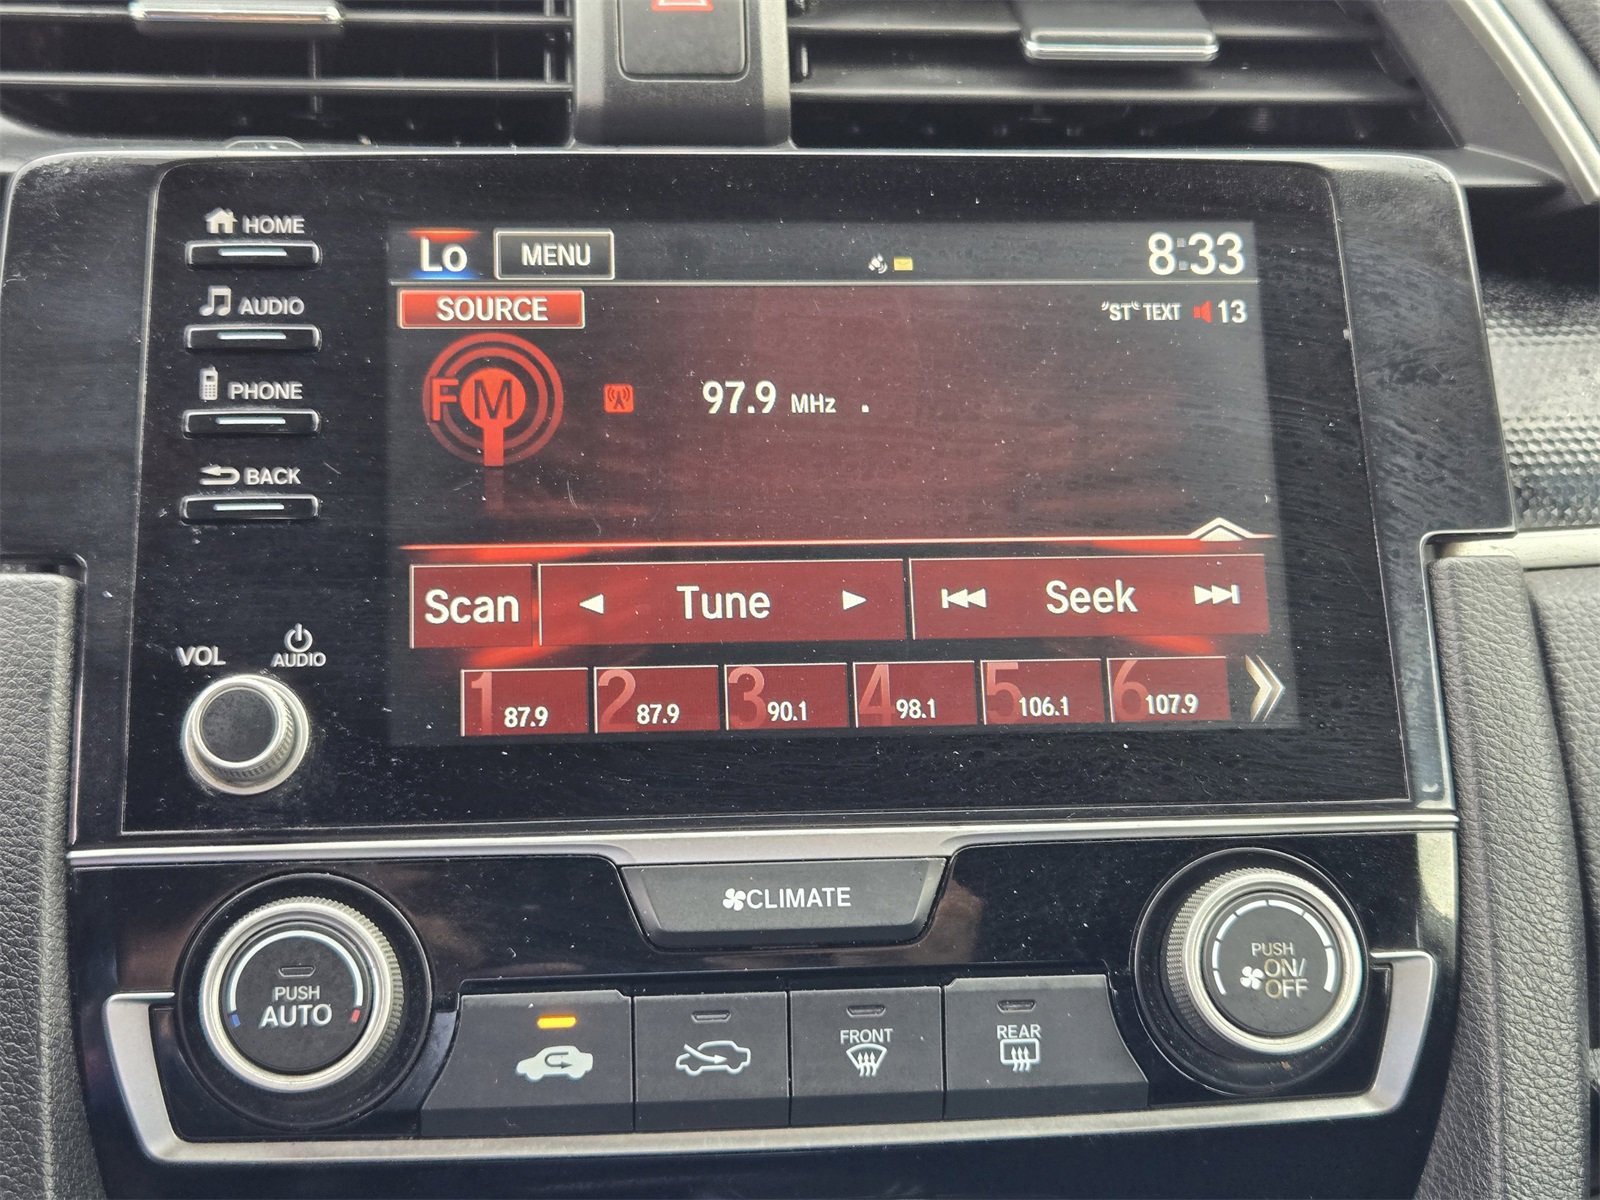 HOME
Lo MENU 8:33
SOURCE "ST" TEXT 13
AUDIO
FM 97.9 MHz .
PHONE
BACK
Scan Tune Seek
VOL AUDIO
1 87.9 2 87.9 3 90.1 4 98.1 5 106.1 6 107.9
CLIMATE
PUSH
AUTO
PUSH
ON/
OFF
FRONT
REAR